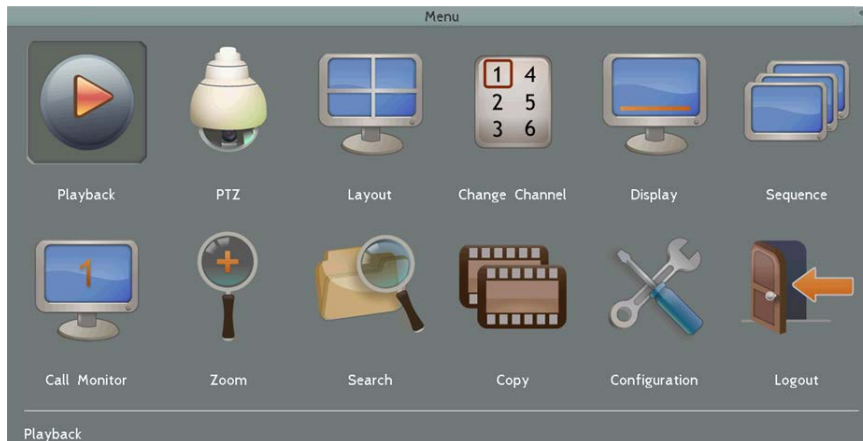 Menu
Playback PTZ Layout Change Channel Display Sequence
1 4
2 5
3 6
Call Monitor Zoom Search Copy Configuration Logout
1
Playback